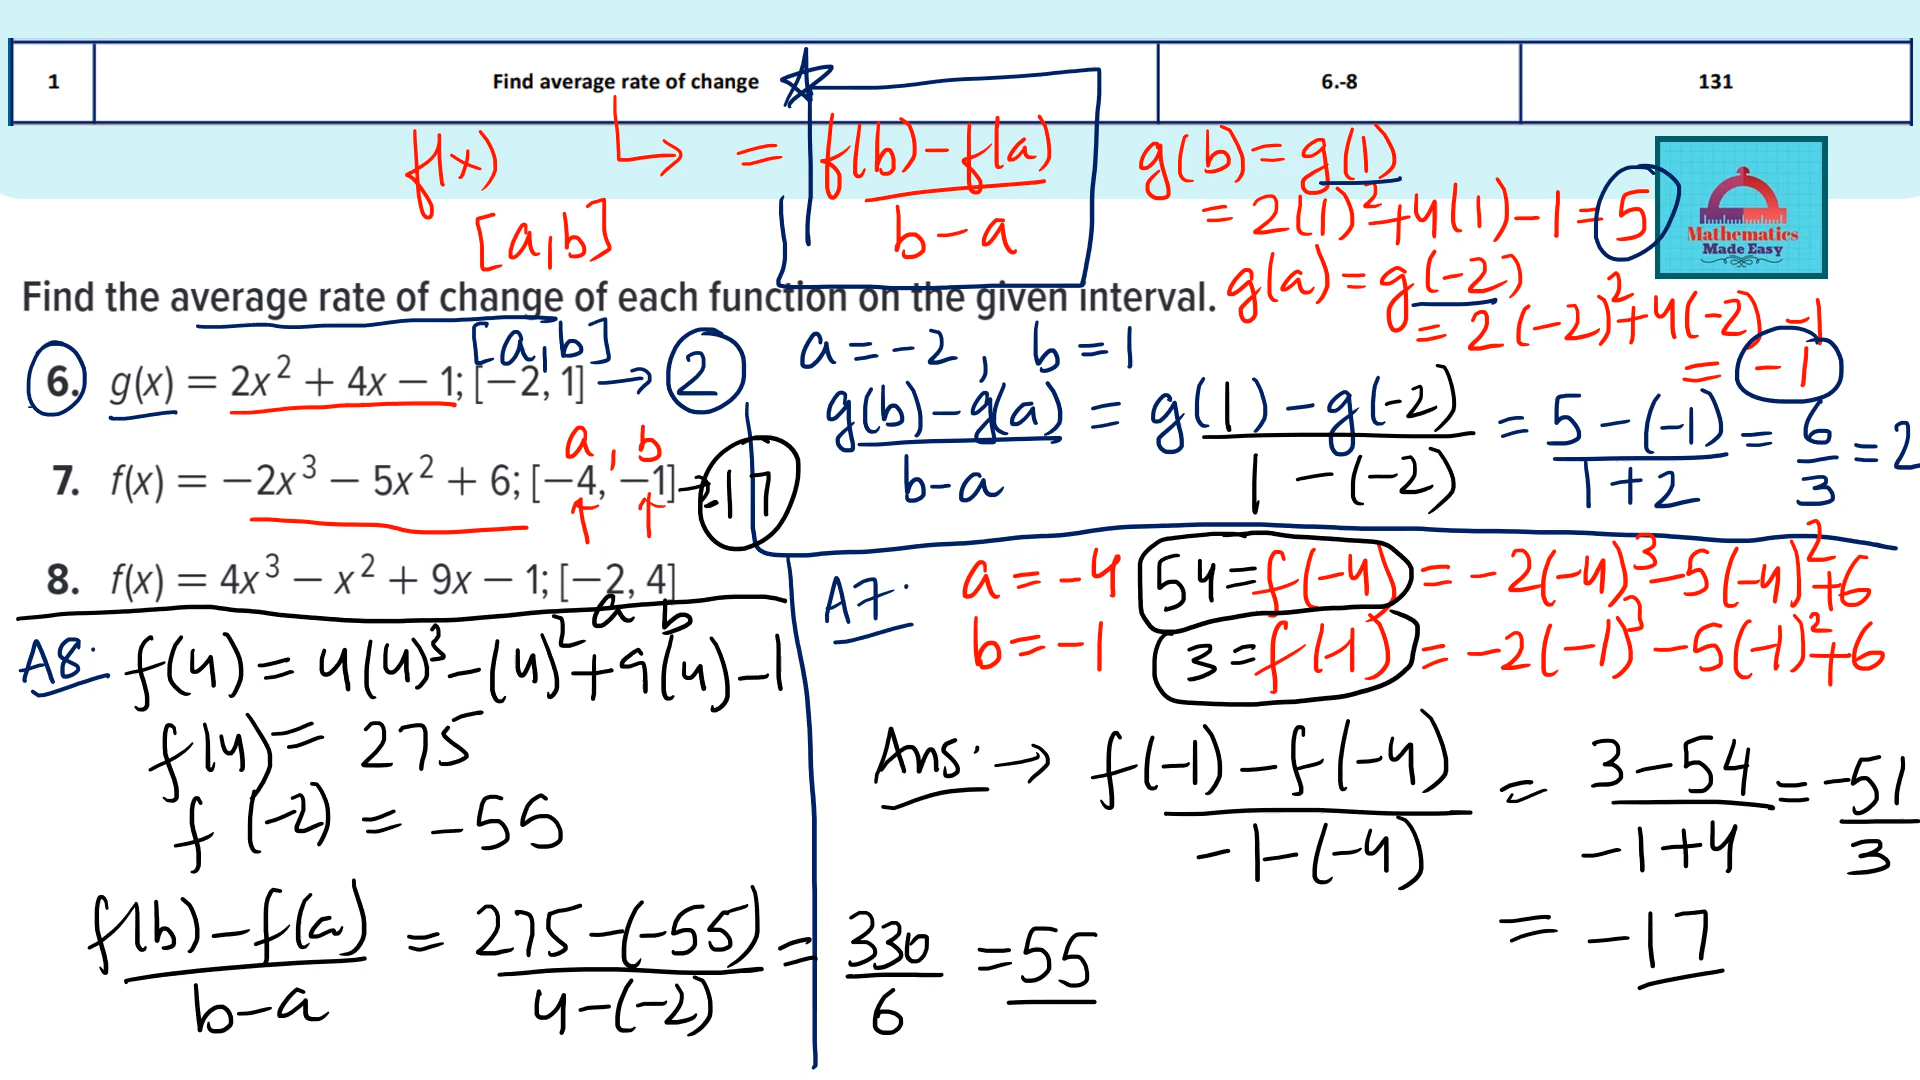 1 Find average rate of change 6.-8 131
f(x) → = f(b)-f(a) / b-a
[a,b]
g(b) = g(1)
= 2(1)²+4(1)-1 = 5
g(a) = g(-2)
= 2(-2)²+4(-2)-1
= -1
Mathematics
Made Easy
Find the average rate of change of each function on the given interval.
[a,b]
6. g(x) = 2x² + 4x − 1; [−2, 1] → 2
a , b
7. f(x) = −2x³ − 5x² + 6; [−4, −1] → -17
8. f(x) = 4x³ − x² + 9x − 1; [−2, 4]
a b
a = -2 , b = 1
g(b)-g(a) / b-a = g(1)-g(-2) / 1-(-2) = 5-(-1) / 1+2 = 6/3 = 2
A7.
a = -4 54 = f(-4) = -2(-4)³-5(-4)²+6
b = -1 3 = f(-1) = -2(-1)³-5(-1)²+6
Ans. → f(-1)-f(-4) / -1-(-4) = 3-54 / -1+4 = -51/3
= -17
A8. f(4) = 4(4)³-(4)²+9(4)-1
f(4) = 275
f(-2) = -55
f(b)-f(a) / b-a = 275-(-55) / 4-(-2) = 330/6 = 55